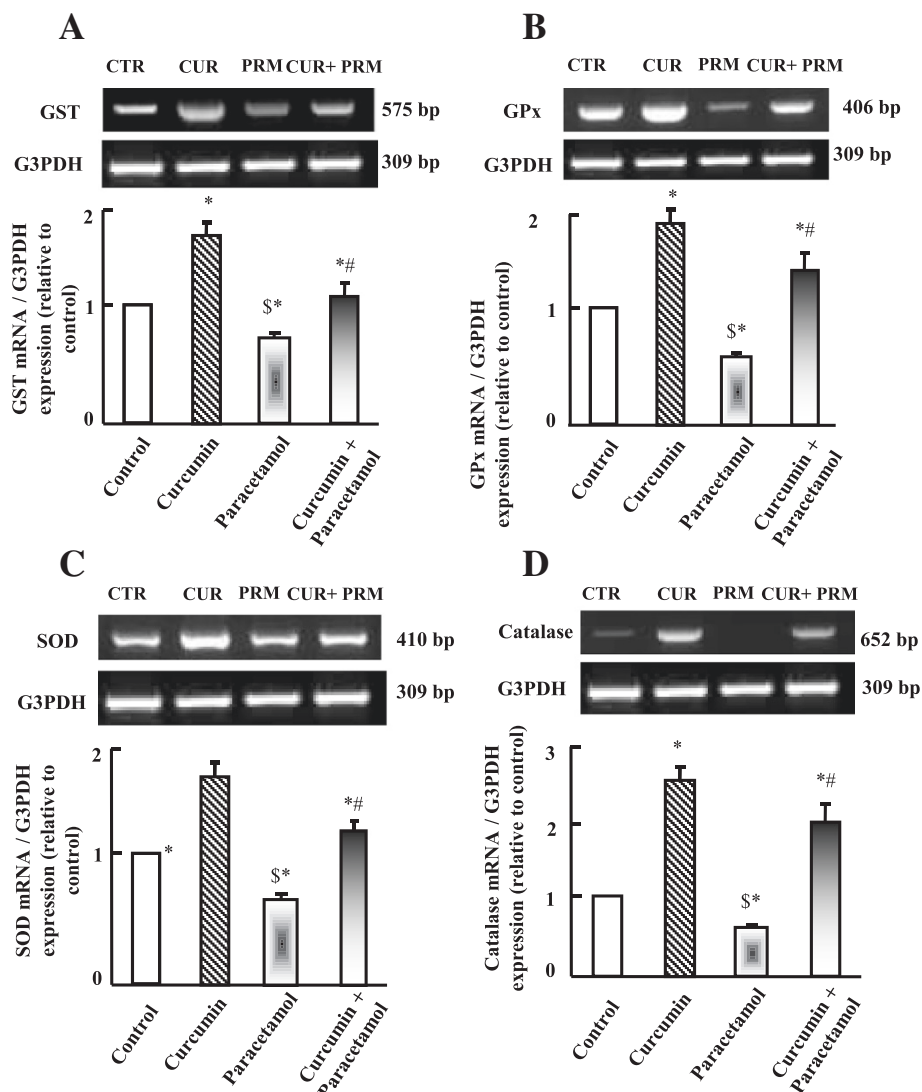 A
CTR CUR PRM CUR+ PRM
GST 575 bp
G3PDH 309 bp
GST mRNA / G3PDH
expression (relative to
control)
2
1
0
*
$*
*#
Control
Curcumin
Paracetamol
Curcumin +
Paracetamol
B
CTR CUR PRM CUR+ PRM
GPx 406 bp
G3PDH 309 bp
GPx mRNA / G3PDH
expression (relative to control)
2
1
0
*
$*
*#
Control
Curcumin
Paracetamol
Curcumin +
Paracetamol
C
CTR CUR PRM CUR+ PRM
SOD 410 bp
G3PDH 309 bp
SOD mRNA / G3PDH
expression (relative to
control)
2
1
0
*
$*
*#
Control
Curcumin
Paracetamol
Curcumin +
Paracetamol
D
CTR CUR PRM CUR+ PRM
Catalase 652 bp
G3PDH 309 bp
Catalase mRNA / G3PDH
expression (relative to control)
3
2
1
0
*
$*
*#
Control
Curcumin
Paracetamol
Curcumin +
Paracetamol